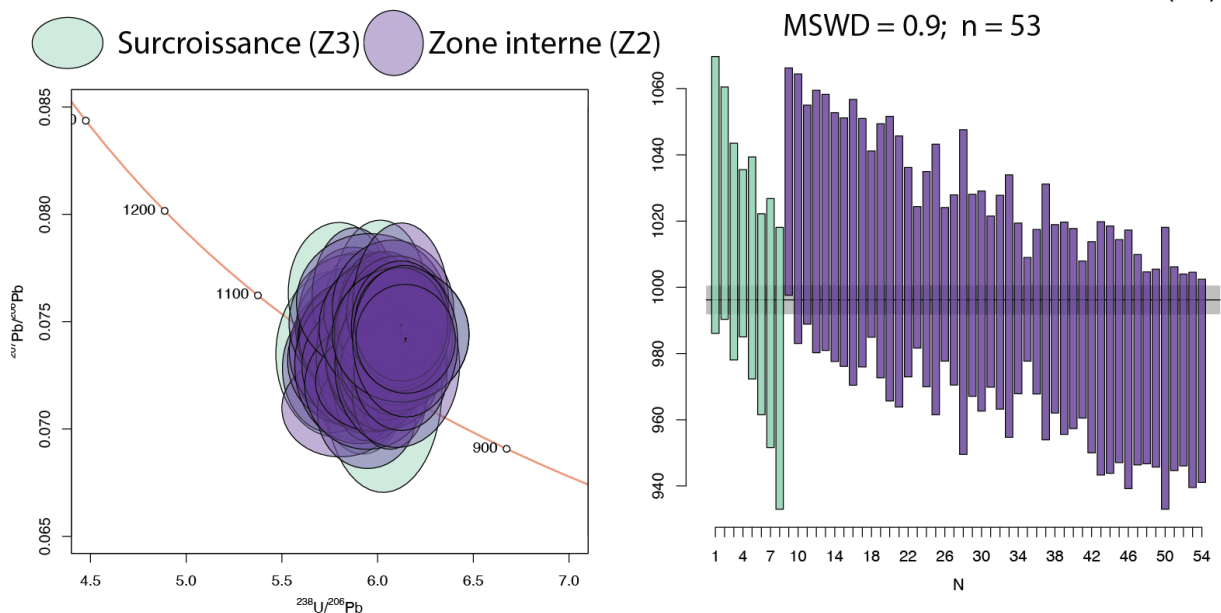 Surcroissance (Z3) Zone interne (Z2)
MSWD = 0.9; n = 53
0.085
0.080
0.075
0.070
0.065
²⁰⁷Pb/²⁰⁶Pb
1200
1100
900
4.5 5.0 5.5 6.0 6.5 7.0
²³⁸U/²⁰⁶Pb
1060
1040
1020
1000
980
960
940
1 4 7 10 14 18 22 26 30 34 38 42 46 50 54
N